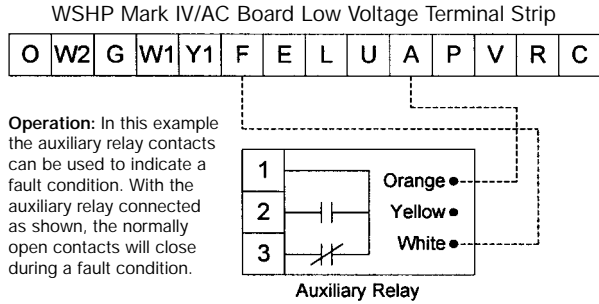 WSHP Mark IV/AC Board Low Voltage Terminal Strip
O W2 G W1 Y1 F E L U A P V R C
Operation: In this example
the auxiliary relay contacts
can be used to indicate a
fault condition. With the
auxiliary relay connected
as shown, the normally
open contacts will close
during a fault condition.
1
2
3
Orange
Yellow
White
Auxiliary Relay